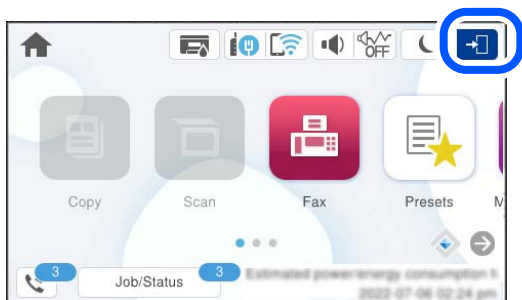 OFF
Copy Scan Fax Presets M
3 Job/Status 3 Estimated power/energy consumption h
2022-07-06 02:24 pm